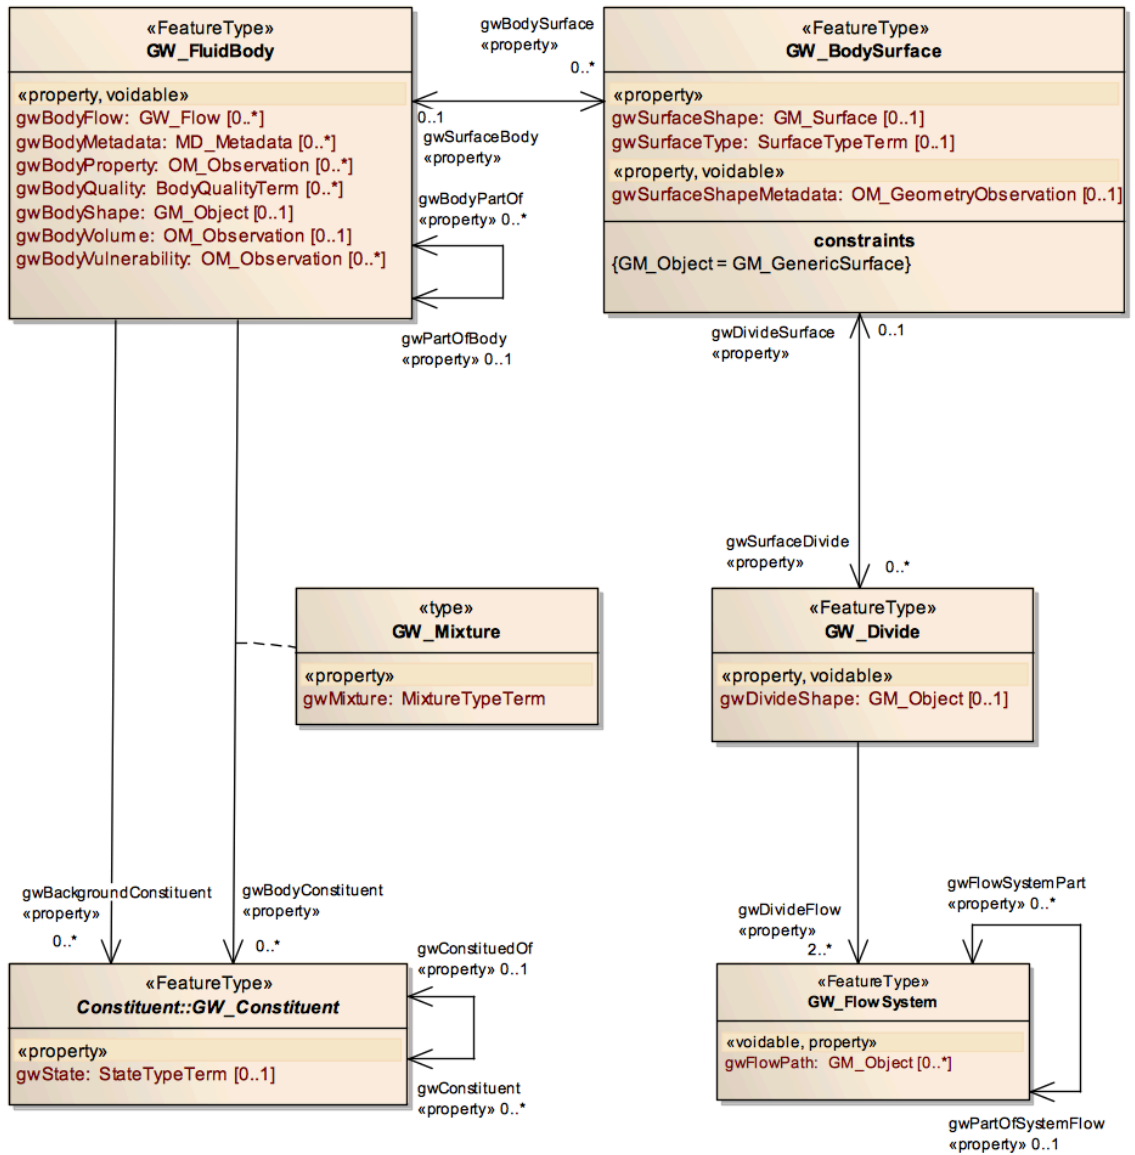 «FeatureType»
GW_FluidBody
«property, voidable»
gwBodyFlow: GW_Flow [0..*]
gwBodyMetadata: MD_Metadata [0..*]
gwBodyProperty: OM_Observation [0..*]
gwBodyQuality: BodyQualityTerm [0..*]
gwBodyShape: GM_Object [0..1]
gwBodyVolume: OM_Observation [0..1]
gwBodyVulnerability: OM_Observation [0..*]
gwBodySurface
«property»
0..*
0..1
gwSurfaceBody
«property»
gwBodyPartOf
«property» 0..*
gwPartOfBody
«property» 0..1
«FeatureType»
GW_BodySurface
«property»
gwSurfaceShape: GM_Surface [0..1]
gwSurfaceType: SurfaceTypeTerm [0..1]
«property, voidable»
gwSurfaceShapeMetadata: OM_GeometryObservation [0..1]
constraints
{GM_Object = GM_GenericSurface}
gwDivideSurface
«property»
0..1
gwSurfaceDivide
«property»
0..*
«type»
GW_Mixture
«property»
gwMixture: MixtureTypeTerm
«FeatureType»
GW_Divide
«property, voidable»
gwDivideShape: GM_Object [0..1]
gwBackgroundConstituent
«property»
0..*
gwBodyConstituent
«property»
0..*
gwDivideFlow
«property»
2..*
gwFlowSystemPart
«property» 0..*
«FeatureType»
Constituent::GW_Constituent
«property»
gwState: StateTypeTerm [0..1]
gwConstituedOf
«property» 0..1
gwConstituent
«property» 0..*
«FeatureType»
GW_FlowSystem
«voidable, property»
gwFlowPath: GM_Object [0..*]
gwPartOfSystemFlow
«property» 0..1